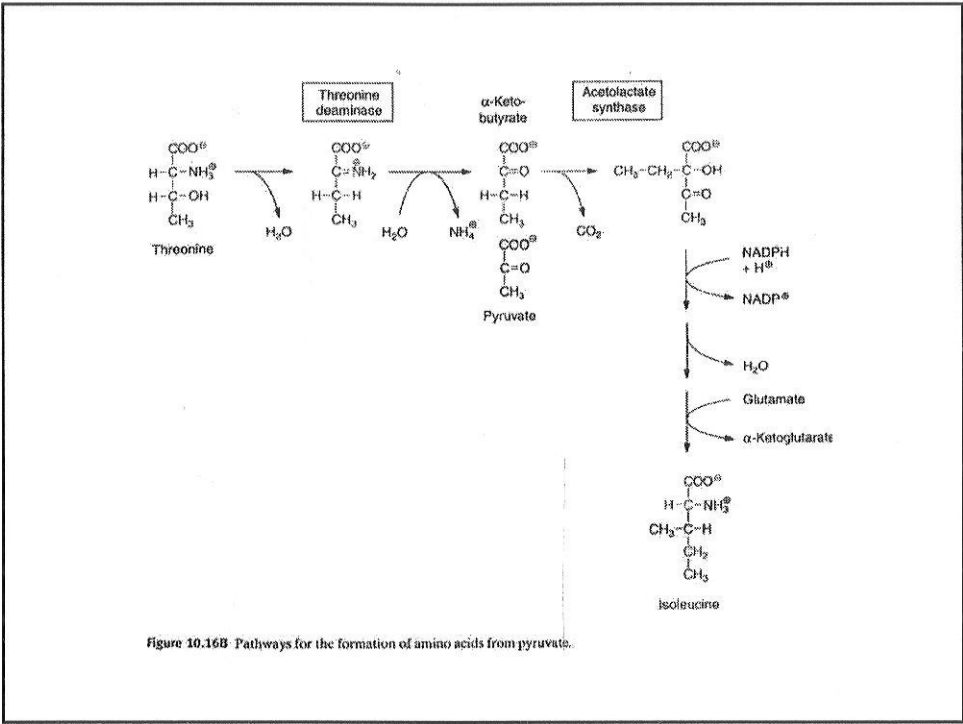 Threonine
deaminase
α-Keto-
butyrate
Acetolactate
synthase
COO⊖
H-C-NH₃⊕
H-C-OH
CH₃
Threonine
H₂O
COO⊖
C=NH₂⊕
H-C-H
CH₃
H₂O
NH₄⊕
COO⊖
C=O
H-C-H
CH₃
COO⊖
C=O
CH₃
Pyruvate
CO₂
COO⊖
CH₃-CH₂-C-OH
C=O
CH₃
NADPH
+ H⊕
NADP⊕
H₂O
Glutamate
α-Ketoglutarate
COO⊖
H-C-NH₃⊕
CH₃-C-H
CH₂
CH₃
Isoleucine
Figure 10.16B Pathways for the formation of amino acids from pyruvate.